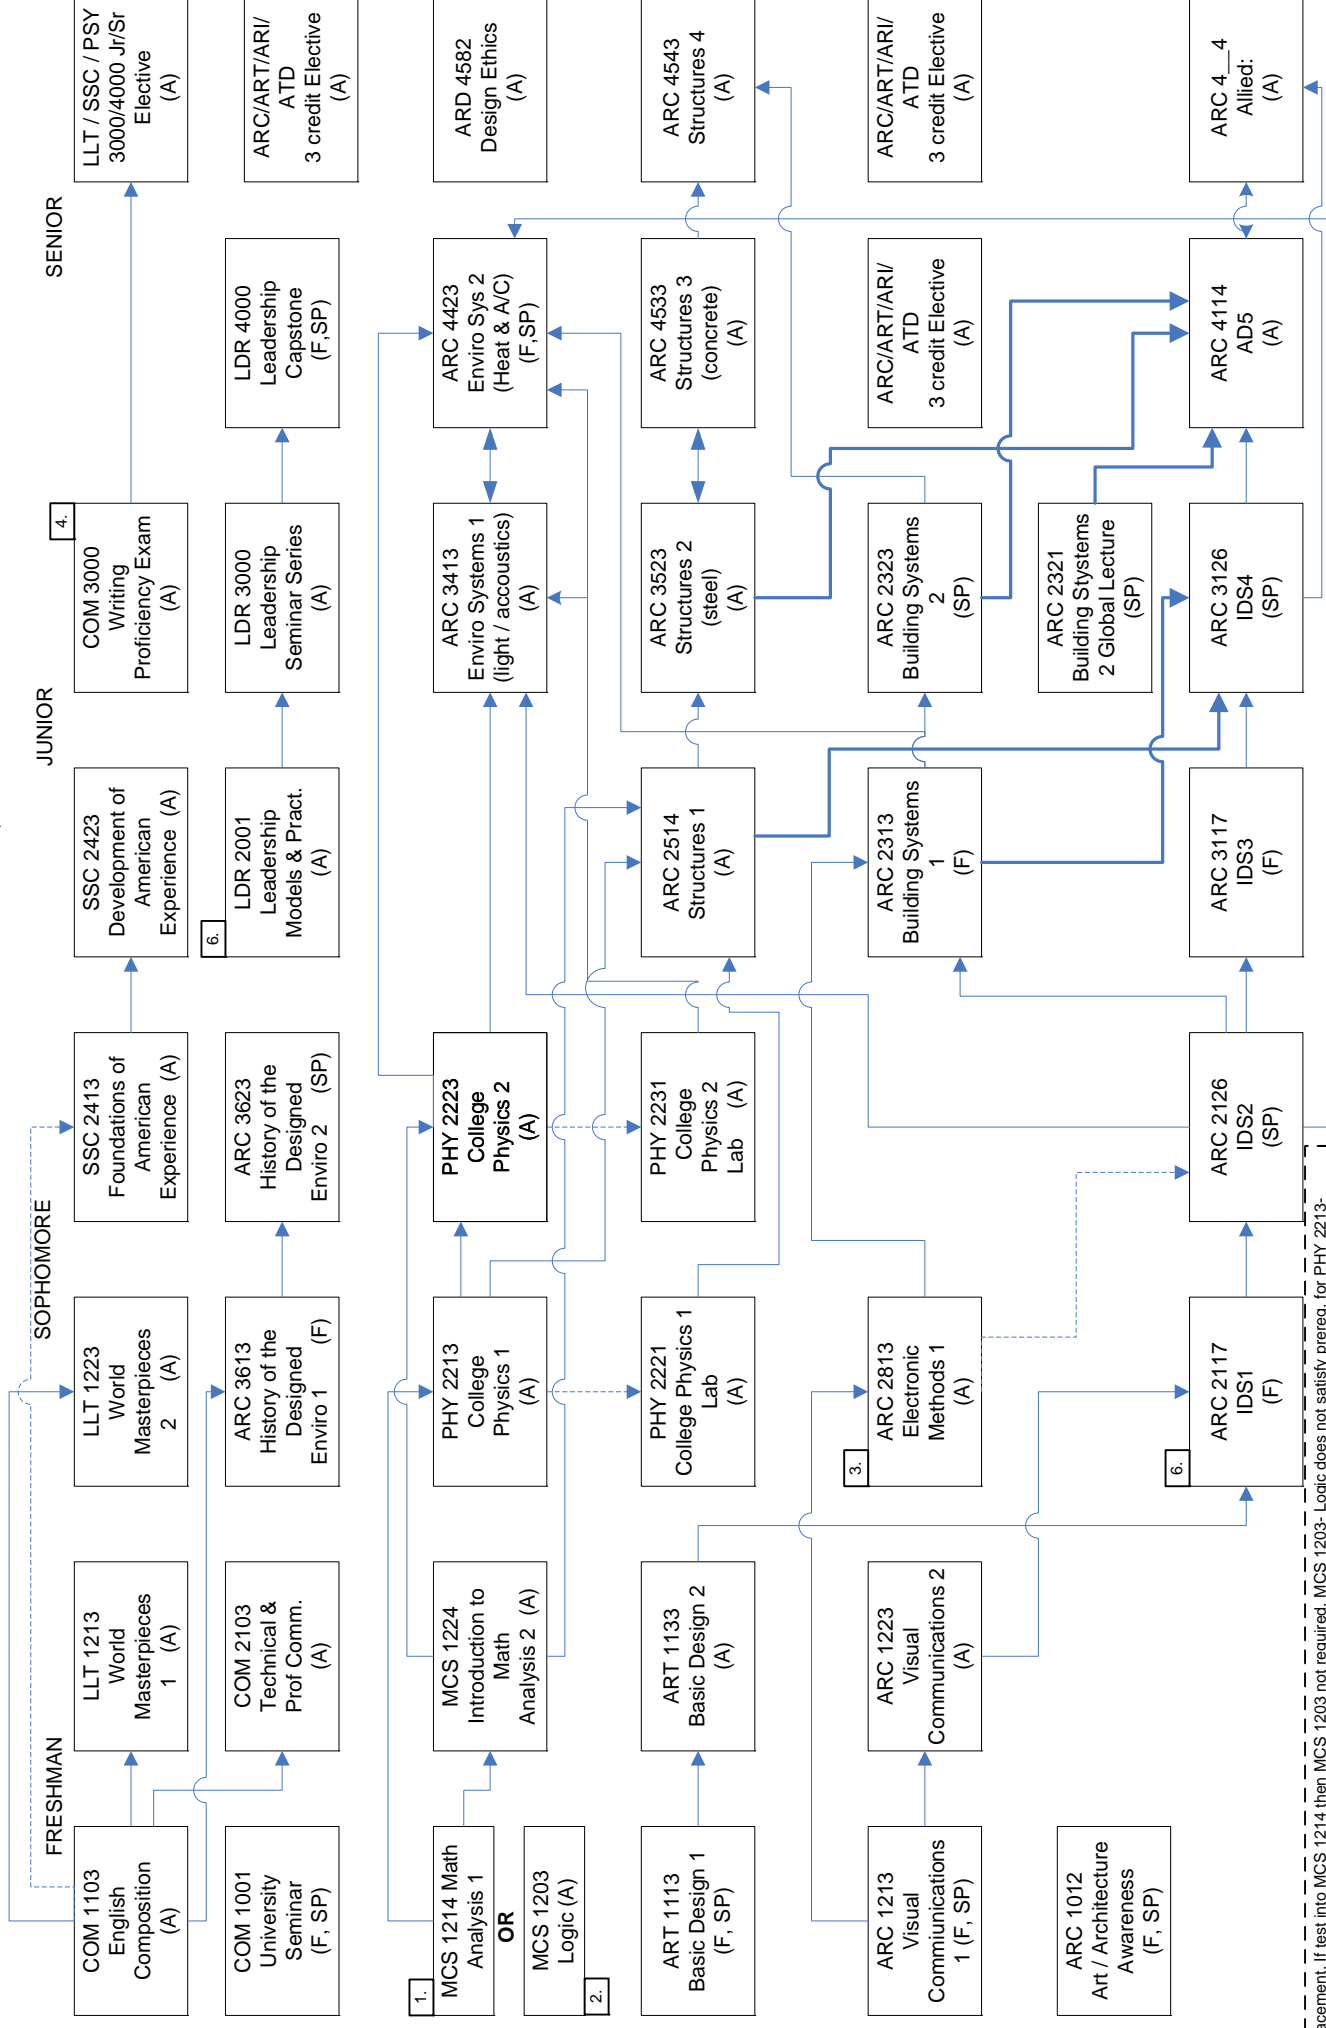 FRESHMAN
SOPHOMORE
JUNIOR
SENIOR
COM 1103
English
Composition
(A)
LLT 1213
World
Masterpieces
1 (A)
LLT 1223
World
Masterpieces
2 (A)
SSC 2413
Foundations of
American
Experience (A)
SSC 2423
Development of
American
Experience (A)
4.
COM 3000
Writing
Proficiency Exam
(A)
LLT / SSC / PSY
3000/4000 Jr/Sr
Elective
(A)
COM 1001
University
Seminar
(F, SP)
COM 2103
Technical &
Prof Comm.
(A)
ARC 3613
History of the
Designed
Enviro 1 (F)
ARC 3623
History of the
Designed
Enviro 2 (SP)
6.
LDR 2001
Leadership
Models & Pract.
(A)
LDR 3000
Leadership
Seminar Series
(A)
LDR 4000
Leadership
Capstone
(F,SP)
ARC/ART/ARI/
ATD
3 credit Elective
(A)
1.
MCS 1214 Math
Analysis 1
OR
MCS 1203
Logic (A)
2.
MCS 1224
Introduction to
Math
Analysis 2 (A)
PHY 2213
College
Physics 1
(A)
PHY 2223
College
Physics 2
(A)
ARC 3413
Enviro Systems 1
(light / accoustics)
(A)
ARC 4423
Enviro Sys 2
(Heat & A/C)
(F,SP)
ARD 4582
Design Ethics
(A)
ART 1113
Basic Design 1
(F, SP)
ART 1133
Basic Design 2
(A)
PHY 2221
College Physics 1
Lab
(A)
PHY 2231
College
Physics 2
Lab (A)
ARC 2514
Structures 1
(A)
ARC 3523
Structures 2
(steel)
(A)
ARC 4533
Structures 3
(concrete)
(A)
ARC 4543
Structures 4
(A)
ARC 1213
Visual
Communications
1 (F, SP)
ARC 1223
Visual
Communications 2
(A)
3.
ARC 2813
Electronic
Methods 1
(A)
ARC 2313
Building Systems
1
(F)
ARC 2323
Building Systems
2
(SP)
ARC/ART/ARI/
ATD
3 credit Elective
(A)
ARC/ART/ARI/
ATD
3 credit Elective
(A)
ARC 1012
Art / Architecture
Awareness
(F, SP)
ARC 2321
Building Stystems
2 Global Lecture
(SP)
6.
ARC 2117
IDS1
(F)
ARC 2126
IDS2
(SP)
ARC 3117
IDS3
(F)
ARC 3126
IDS4
(SP)
ARC 4114
AD5
(A)
ARC 4__4
Allied:
(A)
acement. If test into MCS 1214 then MCS 1203 not required. MCS 1203- Logic does not satisfy prereq. for PHY 2213-